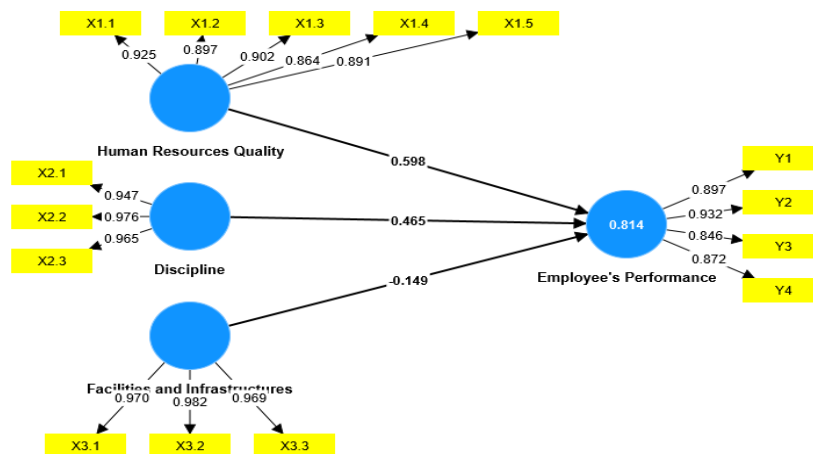 X1.1
X1.2
X1.3
X1.4
X1.5
0.925
0.897
0.902
0.864
0.891
Human Resources Quality
0.598
X2.1
X2.2
X2.3
0.947
0.976
0.965
Discipline
0.465
Y1
Y2
Y3
Y4
0.897
0.932
0.846
0.872
0.814
Employee's Performance
-0.149
Facilities and Infrastructures
0.970
0.982
0.969
X3.1
X3.2
X3.3